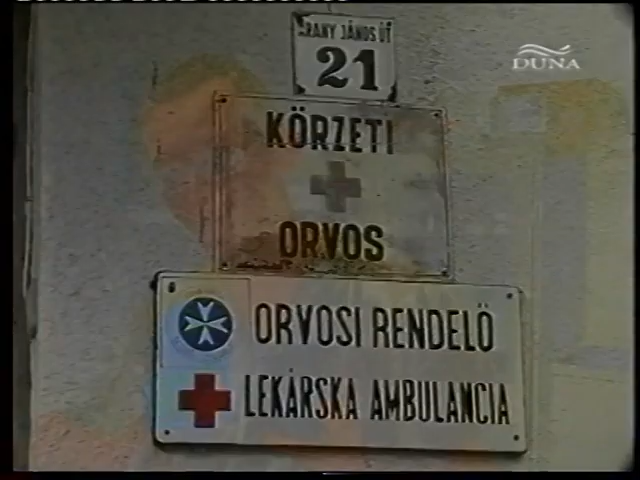 ARANY JÁNOS ÚT
21
DUNA
KÖRZETI
ORVOS
ORVOSI RENDELŐ
LEKÁRSKA AMBULANCIA